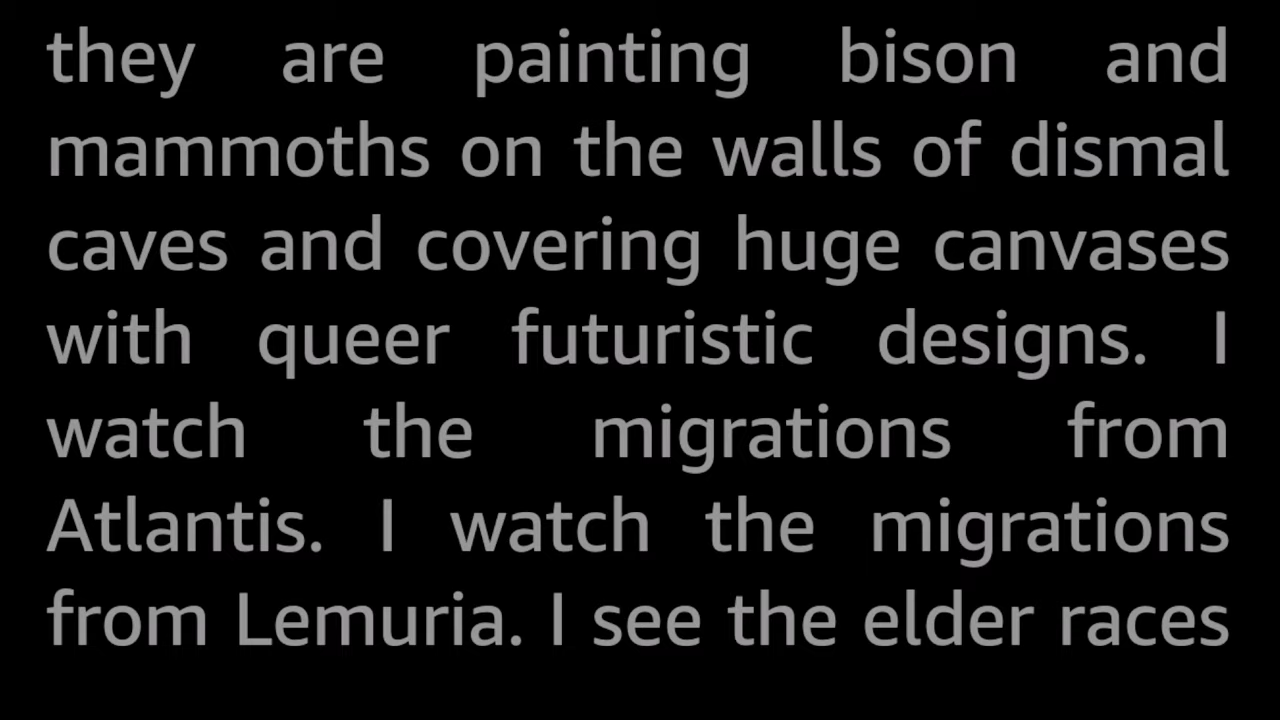 they are painting bison and
mammoths on the walls of dismal
caves and covering huge canvases
with queer futuristic designs. I
watch the migrations from
Atlantis. I watch the migrations
from Lemuria. I see the elder races